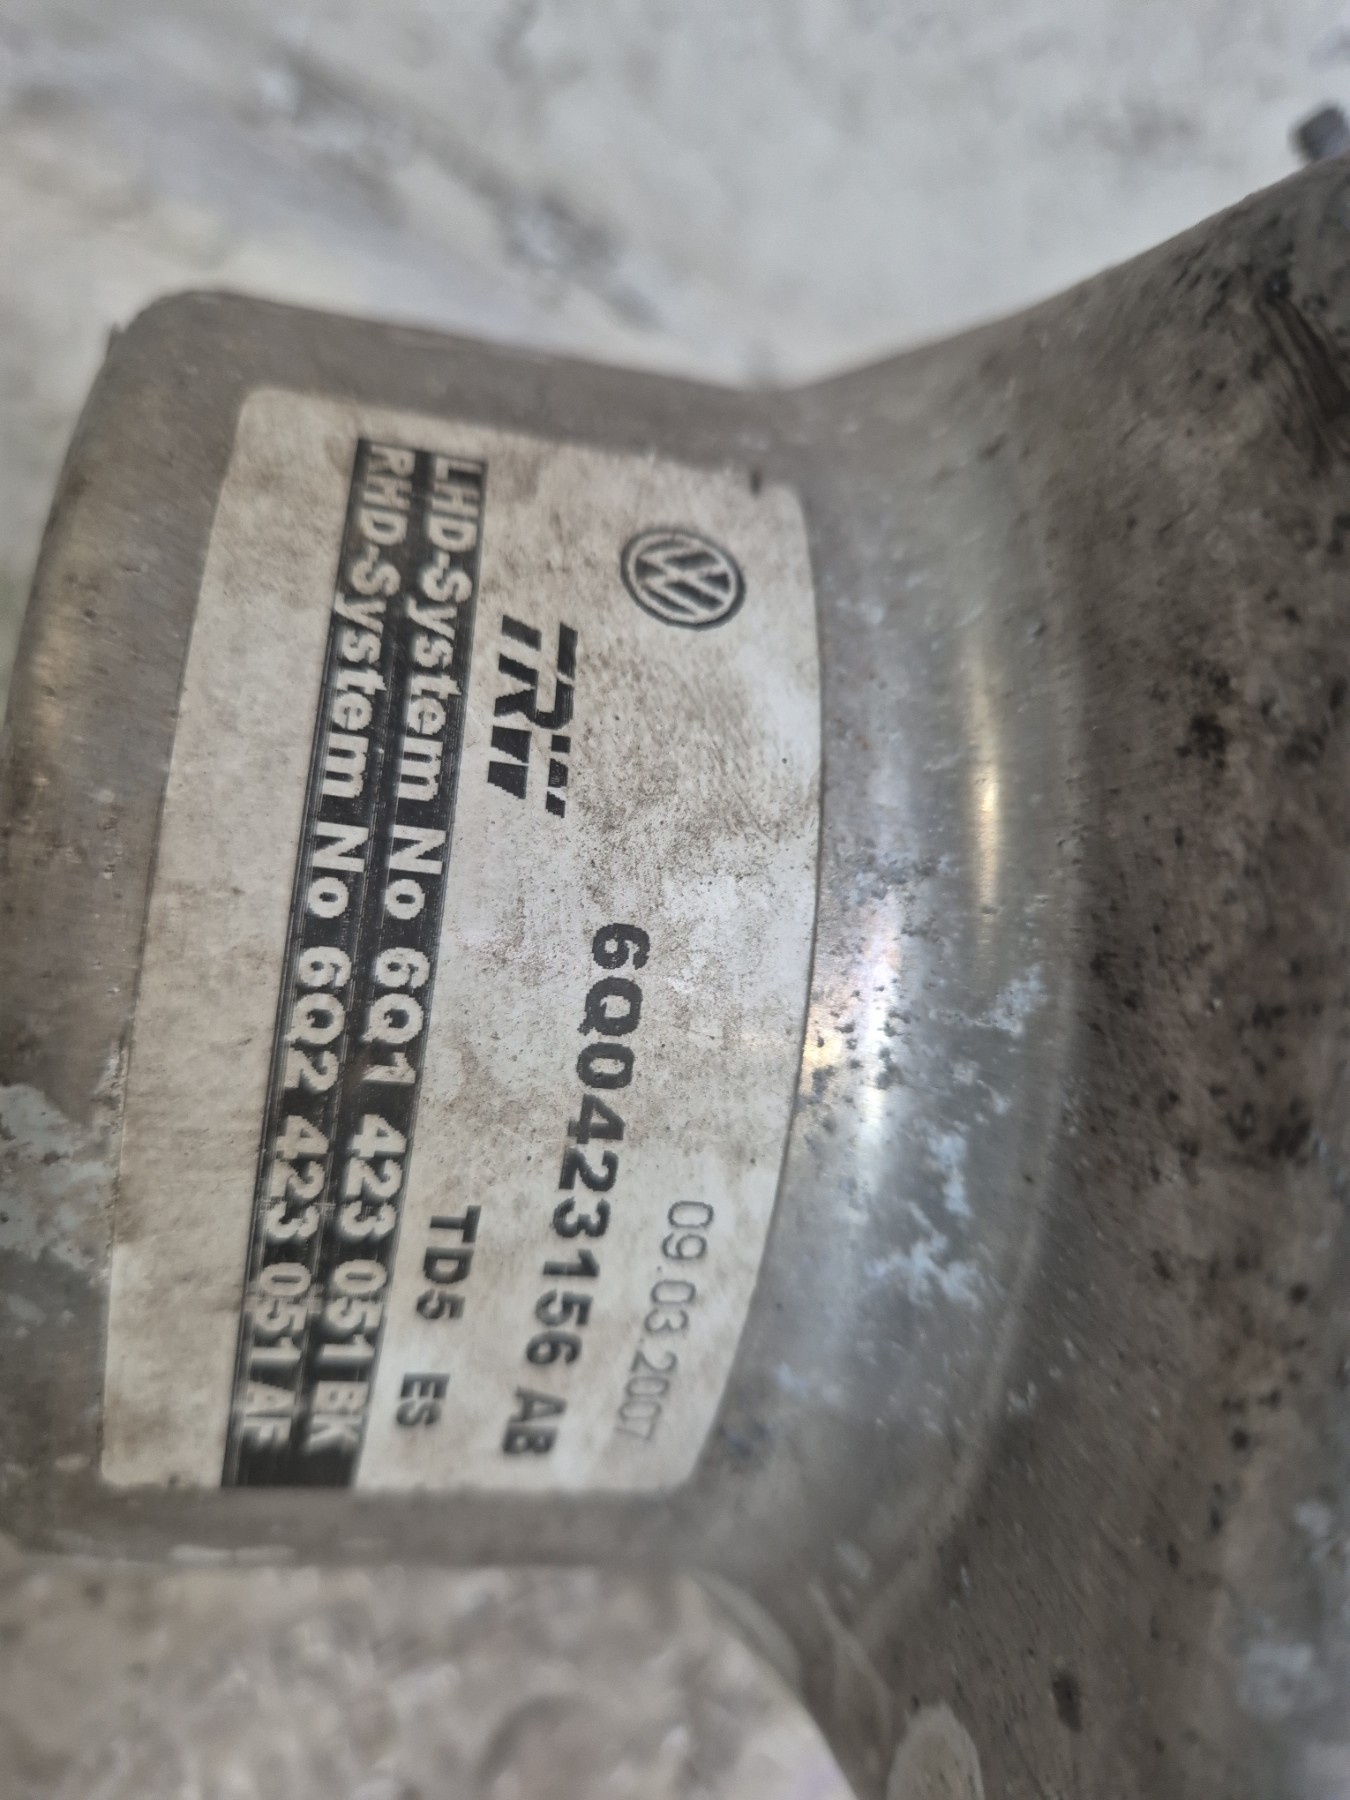 09.03.2007
TRW
6Q0423156 AB
TD5 ES
LHD-System No 6Q1 423 051 BK
RHD-System No 6Q2 423 051 AF